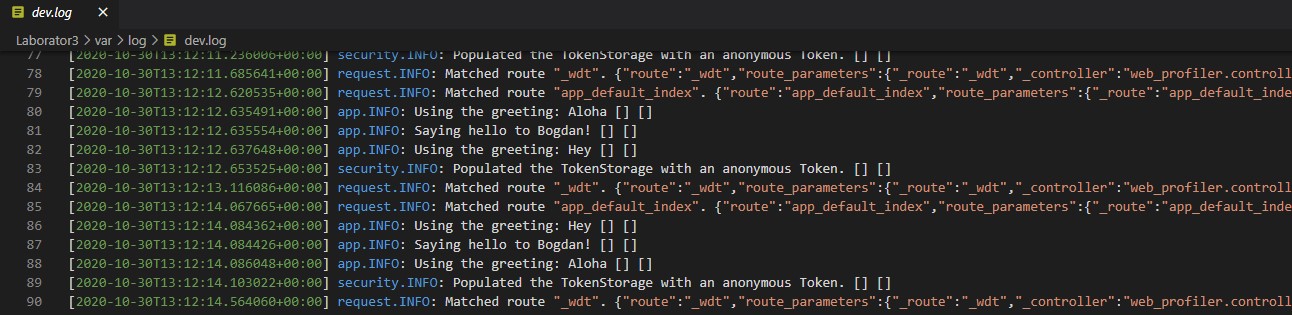 dev.log
Laborator3 > var > log > dev.log
77 [2020-10-30T13:12:11.236006+00:00] security.INFO: Populated the TokenStorage with an anonymous Token. [] []
78 [2020-10-30T13:12:11.685641+00:00] request.INFO: Matched route "_wdt". {"route":"_wdt","route_parameters":{"_route":"_wdt","_controller":"web_profiler.controll
79 [2020-10-30T13:12:12.620535+00:00] request.INFO: Matched route "app_default_index". {"route":"app_default_index","route_parameters":{"_route":"app_default_inde
80 [2020-10-30T13:12:12.635491+00:00] app.INFO: Using the greeting: Aloha [] []
81 [2020-10-30T13:12:12.635554+00:00] app.INFO: Saying hello to Bogdan! [] []
82 [2020-10-30T13:12:12.637648+00:00] app.INFO: Using the greeting: Hey [] []
83 [2020-10-30T13:12:12.653525+00:00] security.INFO: Populated the TokenStorage with an anonymous Token. [] []
84 [2020-10-30T13:12:13.116086+00:00] request.INFO: Matched route "_wdt". {"route":"_wdt","route_parameters":{"_route":"_wdt","_controller":"web_profiler.controll
85 [2020-10-30T13:12:14.067665+00:00] request.INFO: Matched route "app_default_index". {"route":"app_default_index","route_parameters":{"_route":"app_default_inde
86 [2020-10-30T13:12:14.084362+00:00] app.INFO: Using the greeting: Hey [] []
87 [2020-10-30T13:12:14.084426+00:00] app.INFO: Saying hello to Bogdan! [] []
88 [2020-10-30T13:12:14.086048+00:00] app.INFO: Using the greeting: Aloha [] []
89 [2020-10-30T13:12:14.103022+00:00] security.INFO: Populated the TokenStorage with an anonymous Token. [] []
90 [2020-10-30T13:12:14.564060+00:00] request.INFO: Matched route "_wdt". {"route":"_wdt","route_parameters":{"_route":"_wdt","_controller":"web_profiler.controll